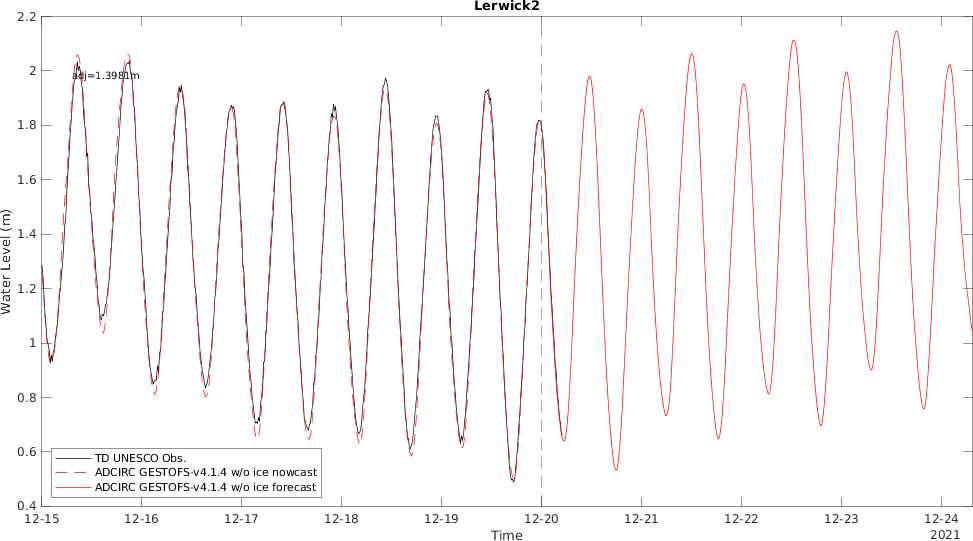 Lerwick2
2.2
2
1.8
1.6
1.4
1.2
1
0.8
0.6
0.4
Water Level (m)
adj=1.3981m
TD UNESCO Obs.
ADCIRC GESTOFS-v4.1.4 w/o ice nowcast
ADCIRC GESTOFS-v4.1.4 w/o ice forecast
12-15 12-16 12-17 12-18 12-19 12-20 12-21 12-22 12-23 12-24
Time 2021